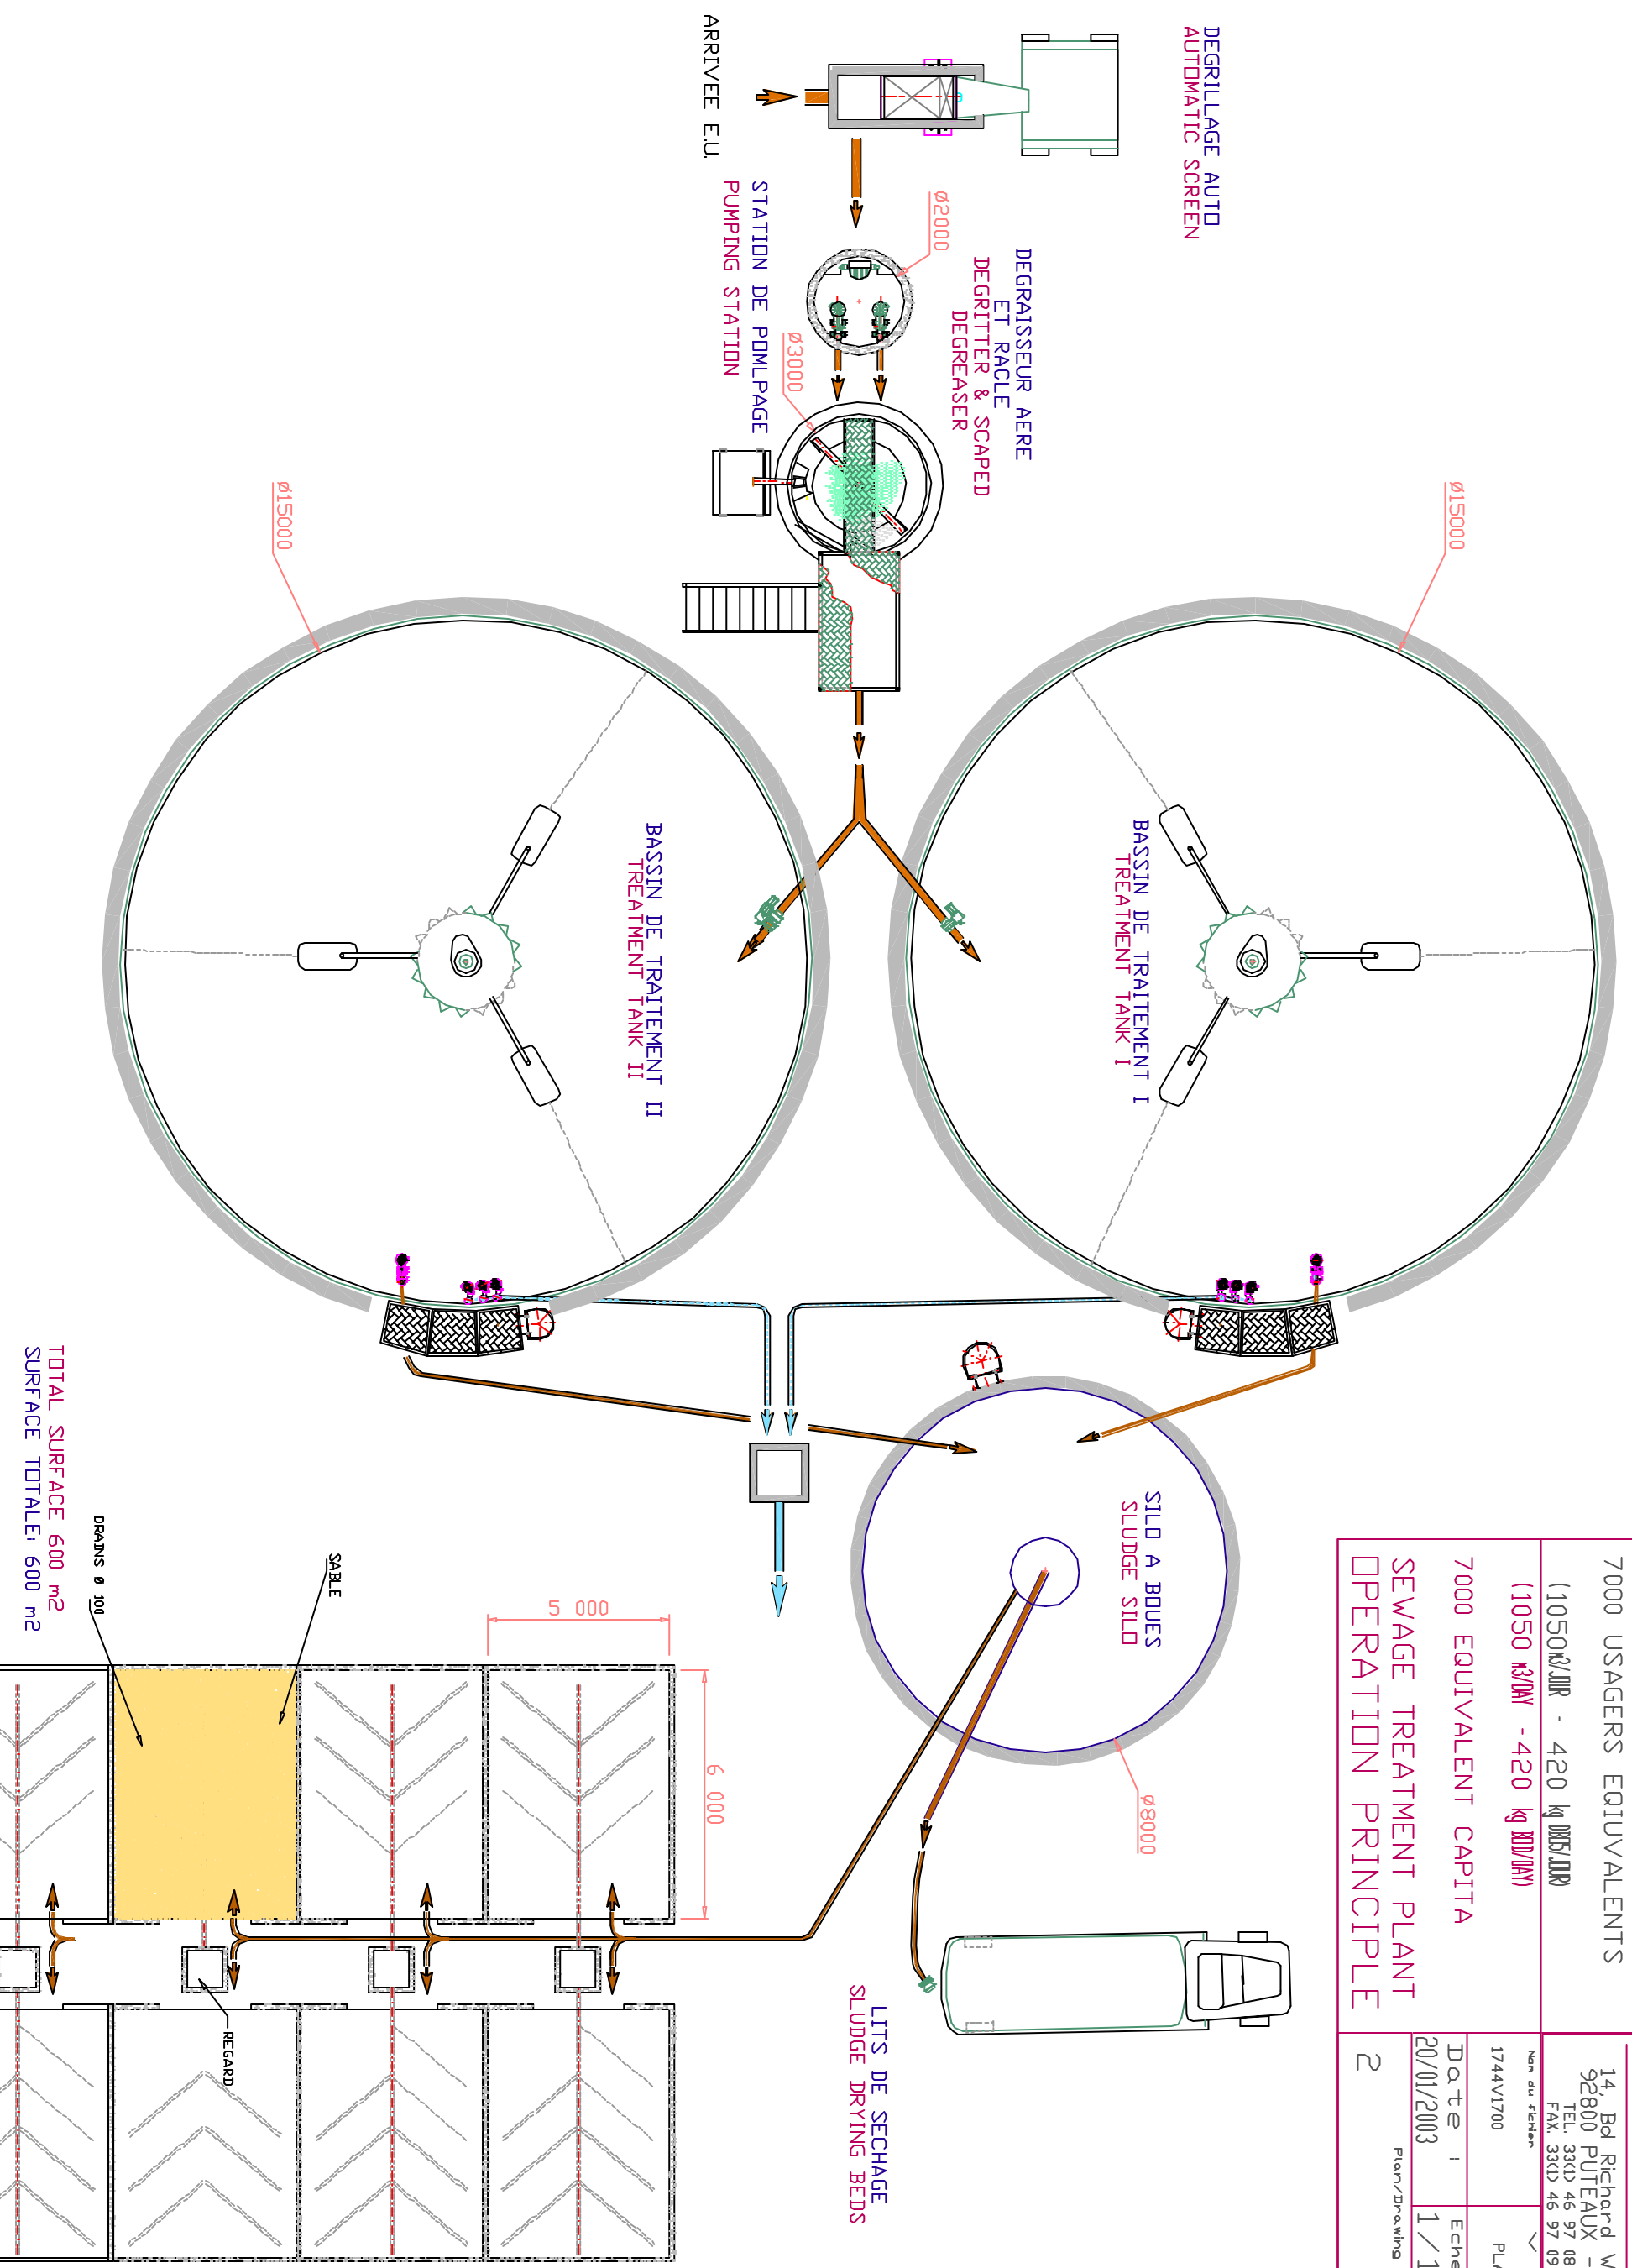 DEGRILLAGE AUTO
AUTOMATIC SCREEN
ARRIVEE E.U.
Ø2000
DEGRAISSEUR AERE
ET RACLE
DEGRITTER & SCAPED
DEGREASER
STATION DE POMLPAGE
PUMPING STATION
Ø3000
Ø15000
Ø15000
BASSIN DE TRAITEMENT I
TREATMENT TANK I
BASSIN DE TRAITEMENT II
TREATMENT TANK II
SILO A BOUES
SLUDGE SILO
Ø8000
TOTAL SURFACE 600 m2
SURFACE TOTALE: 600 m2
DRAINS Ø 100
SABLE
5 000
6 000
REGARD
LITS DE SECHAGE
SLUDGE DRYING BEDS
7000 USAGERS EQIUVALENTS
(1050m3/JOUR - 420 kg DBO5/JOUR)
(1050 m3/DAY - 420 kg BOD/DAY)
7000 EQUIVALENT CAPITA
SEWAGE TREATMENT PLANT
OPERATION PRINCIPLE
14, Bd Richard
92800 PUTEAUX -
TEL. 33(1) 46 97 08
FAX. 33(1) 46 97 09
Nom du fichier
1744V1700
Date :
20/01/2003
Eche
1/1
2
Plan/Drawing